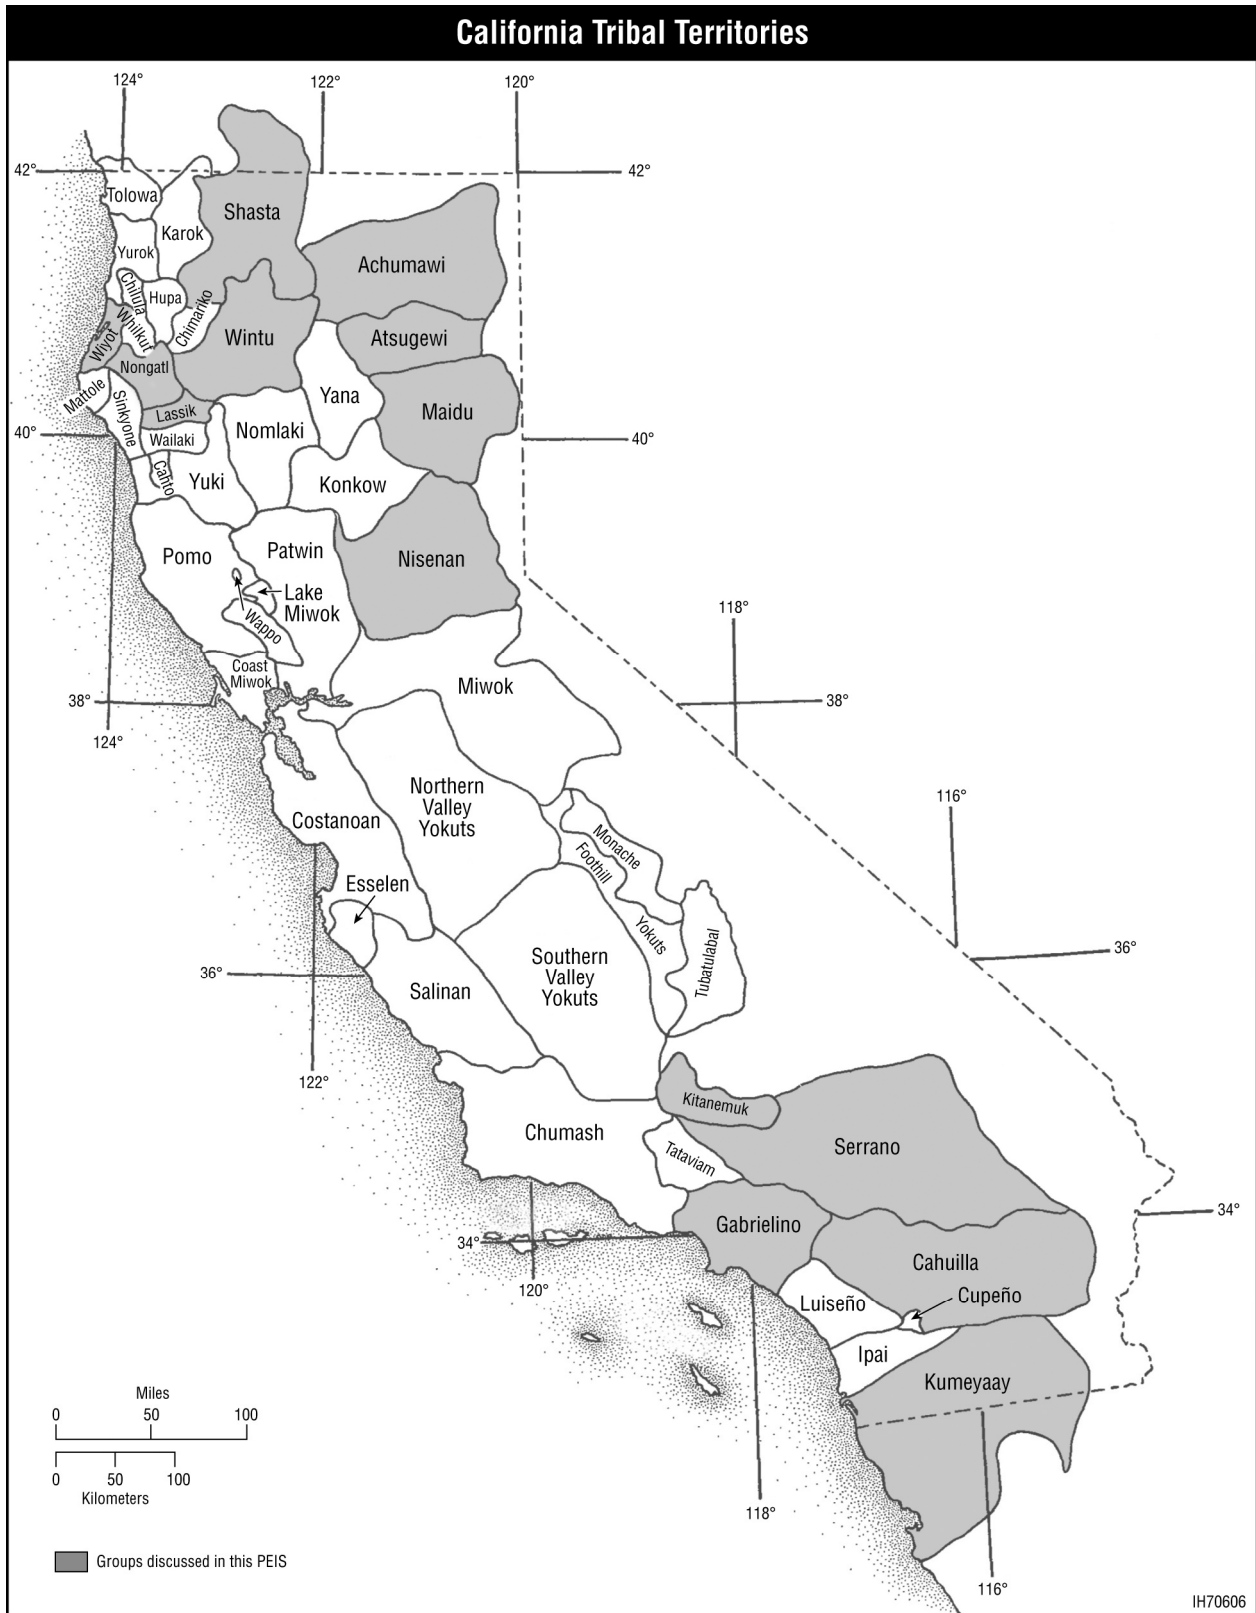 California Tribal Territories
124°
122°
120°
42°
42°
Tolowa
Shasta
Karok
Yurok
Achumawi
Chilula
Hupa
Chimariko
Whilkut
Wiyot
Wintu
Atsugewi
Nongatl
Mattole
Sinkyone
Yana
Lassik
Maidu
40°
Wailaki
Nomlaki
40°
Cahto
Yuki
Konkow
Pomo
Patwin
Nisenan
Lake
Miwok
Wappo
118°
Coast
Miwok
Miwok
38°
38°
124°
Northern
Valley
Yokuts
116°
Costanoan
Monache
Foothill
Yokuts
Esselen
Tubatulabal
36°
Southern
Valley
Yokuts
36°
Salinan
122°
Kitanemuk
Chumash
Serrano
Tataviam
34°
Gabrielino
34°
Cahuilla
120°
Cupeño
Luiseño
Ipai
Kumeyaay
Miles
0 50 100
0 50 100
Kilometers
118°
Groups discussed in this PEIS
116°
IH70606